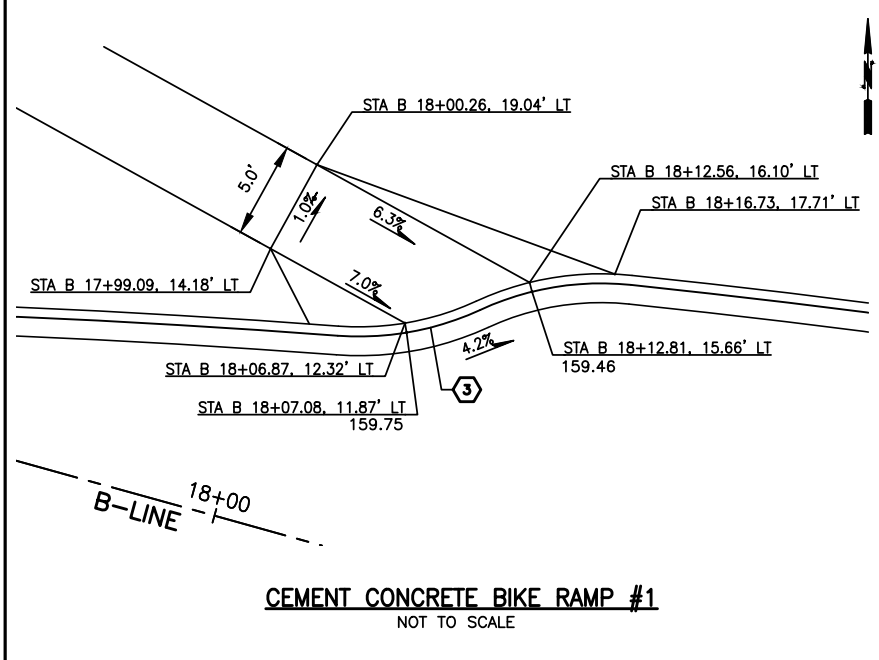 N
STA B 18+00.26, 19.04' LT
5.0'
1.0%
6.3%
STA B 18+12.56, 16.10' LT
STA B 18+16.73, 17.71' LT
STA B 17+99.09, 14.18' LT
7.0%
4.2%
STA B 18+12.81, 15.66' LT
159.46
STA B 18+06.87, 12.32' LT
3
STA B 18+07.08, 11.87' LT
159.75
18+00
B-LINE
CEMENT CONCRETE BIKE RAMP #1
NOT TO SCALE